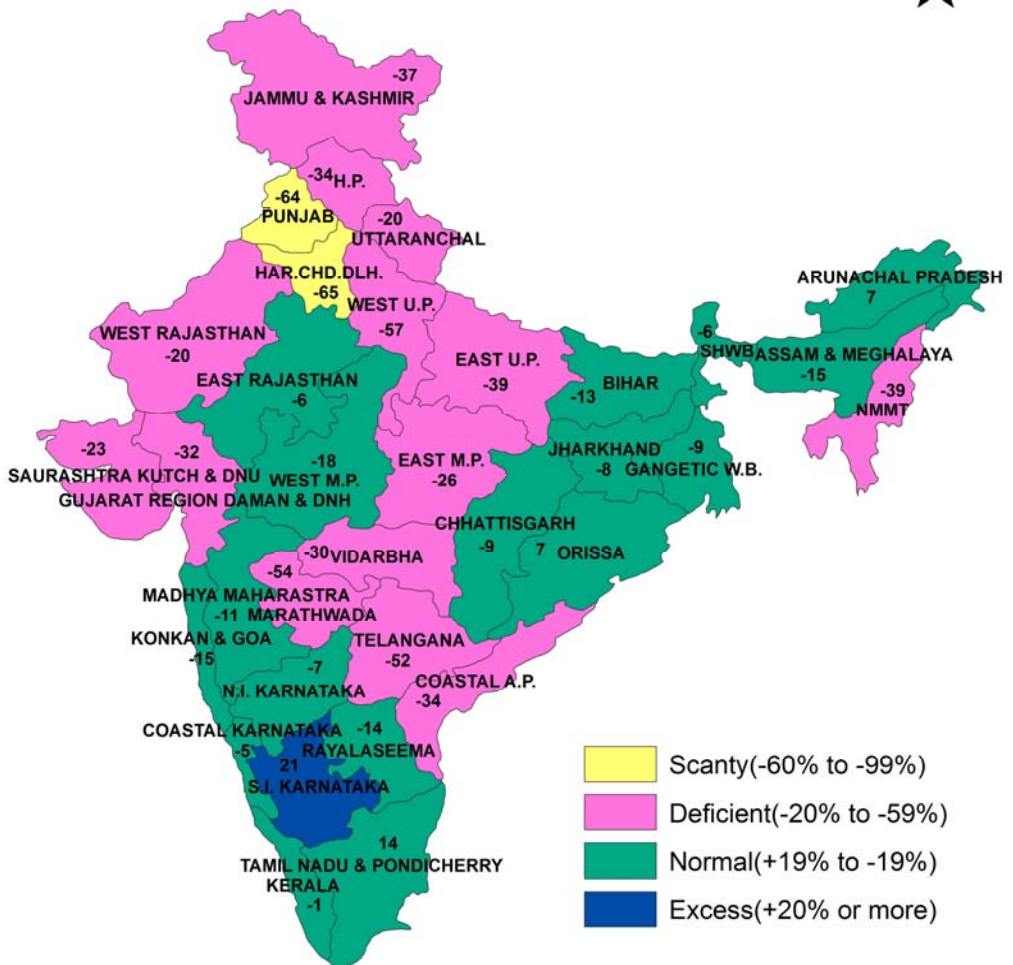 -37
JAMMU & KASHMIR
-34 H.P.
-64
PUNJAB
-20
UTTARANCHAL
HAR.CHD.DLH.
-65
WEST U.P.
-57
ARUNACHAL PRADESH
7
WEST RAJASTHAN
-20
EAST U.P.
-39
-6
SHWB
ASSAM & MEGHALAYA
-15
-39
NMMT
EAST RAJASTHAN
-6
BIHAR
-13
-23
SAURASHTRA KUTCH & DNU
-32
GUJARAT REGION DAMAN & DNH
-18
WEST M.P.
EAST M.P.
-26
JHARKHAND
-8
-9
GANGETIC W.B.
CHHATTISGARH
-9
7 ORISSA
-30 VIDARBHA
-54
MADHYA MAHARASTRA
-11 MARATHWADA
KONKAN & GOA
-15
TELANGANA
-52
-7
N.I. KARNATAKA
COASTAL A.P.
-34
COASTAL KARNATAKA
-5
-14
RAYALASEEMA
21
S.I. KARNATAKA
14
TAMIL NADU & PONDICHERRY
KERALA
-1
Scanty(-60% to -99%)
Deficient(-20% to -59%)
Normal(+19% to -19%)
Excess(+20% or more)